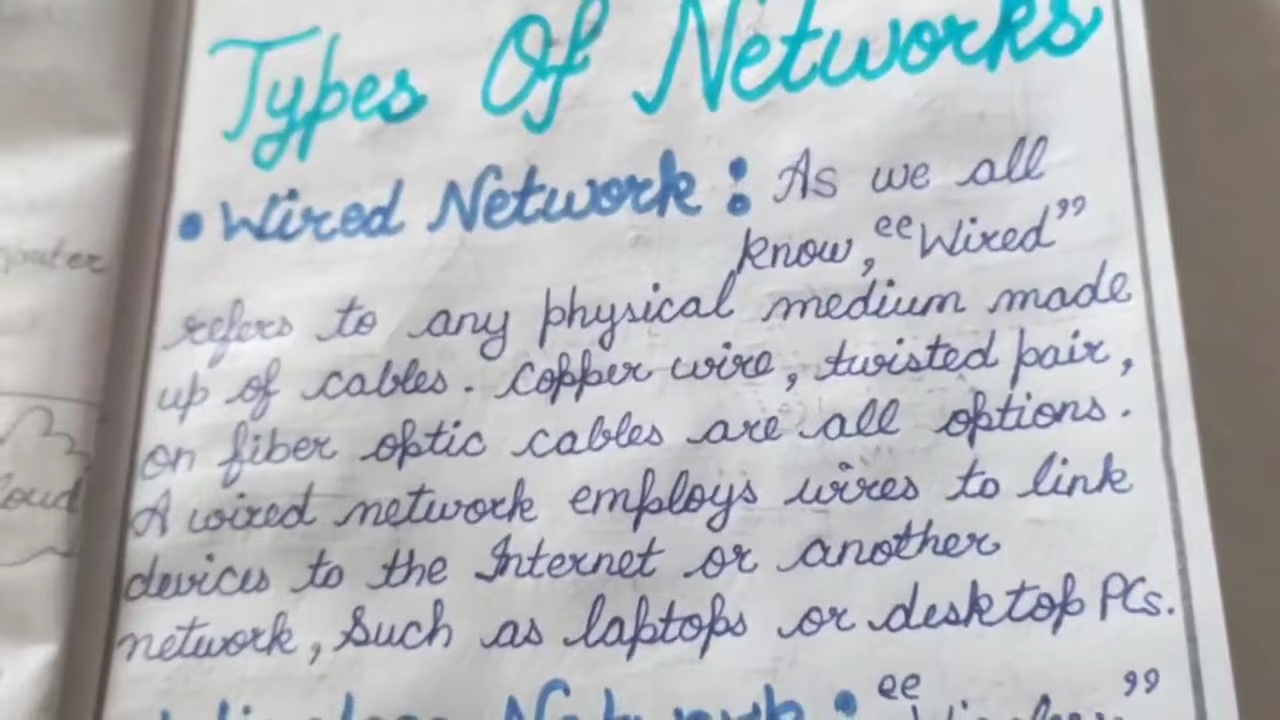 Types Of Networks
• Wired Network : As we all
know, “Wired”
refers to any physical medium made
up of cables. Copper wire, twisted pair,
on fiber optic cables are all options.
A wired network employs wires to link
devices to the Internet or another
network, Such as laptops or desktop PCs.
Network : “